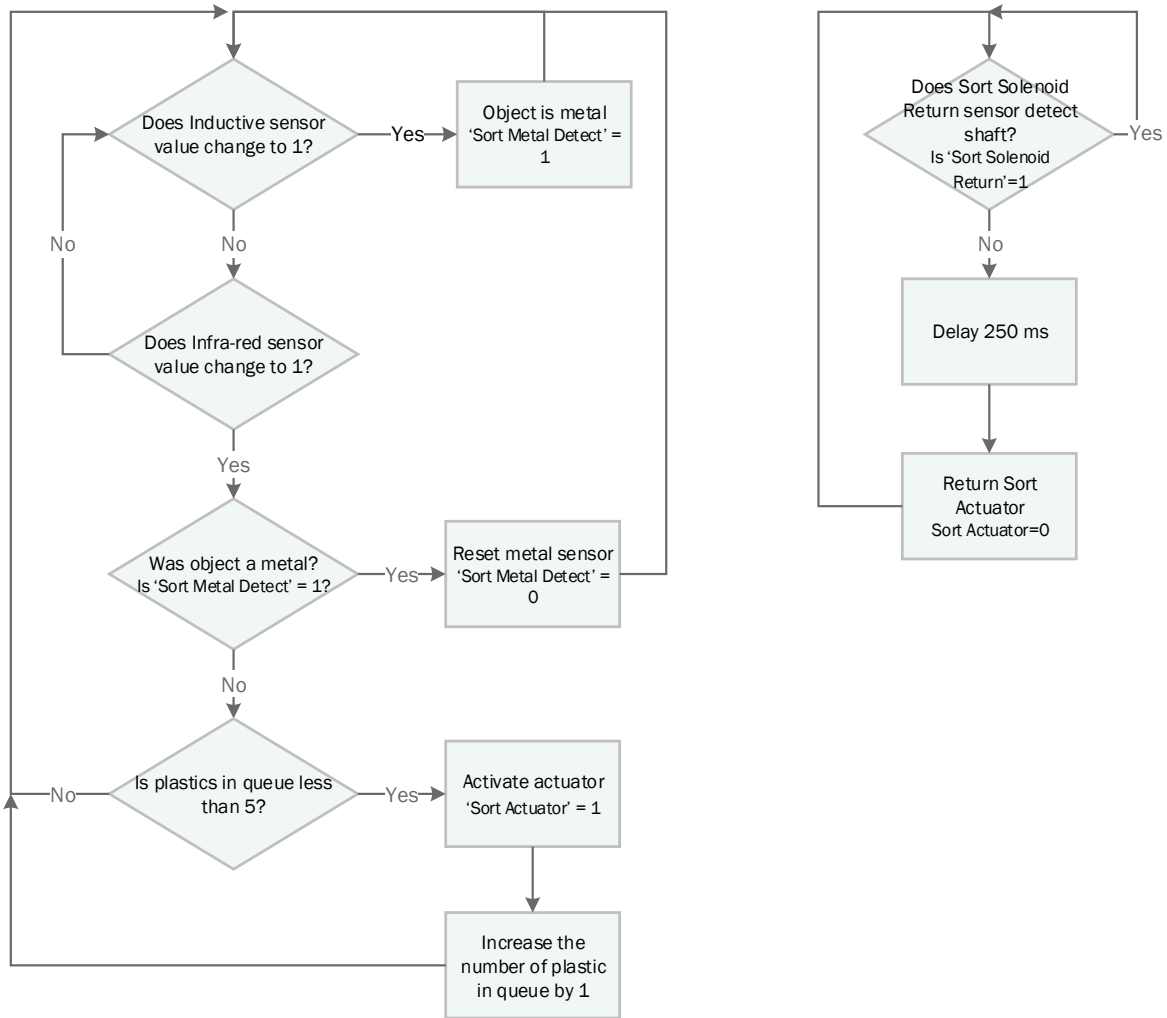 Does Inductive sensor
value change to 1?
Yes
Object is metal
‘Sort Metal Detect’ =
1
No
No
Does Infra-red sensor
value change to 1?
Yes
Was object a metal?
Is ‘Sort Metal Detect’ = 1?
Yes
Reset metal sensor
‘Sort Metal Detect’ =
0
No
Is plastics in queue less
than 5?
No
Yes
Activate actuator
‘Sort Actuator’ = 1
Increase the
number of plastic
in queue by 1
Does Sort Solenoid
Return sensor detect
shaft?
Is ‘Sort Solenoid
Return’=1
Yes
No
Delay 250 ms
Return Sort
Actuator
Sort Actuator=0